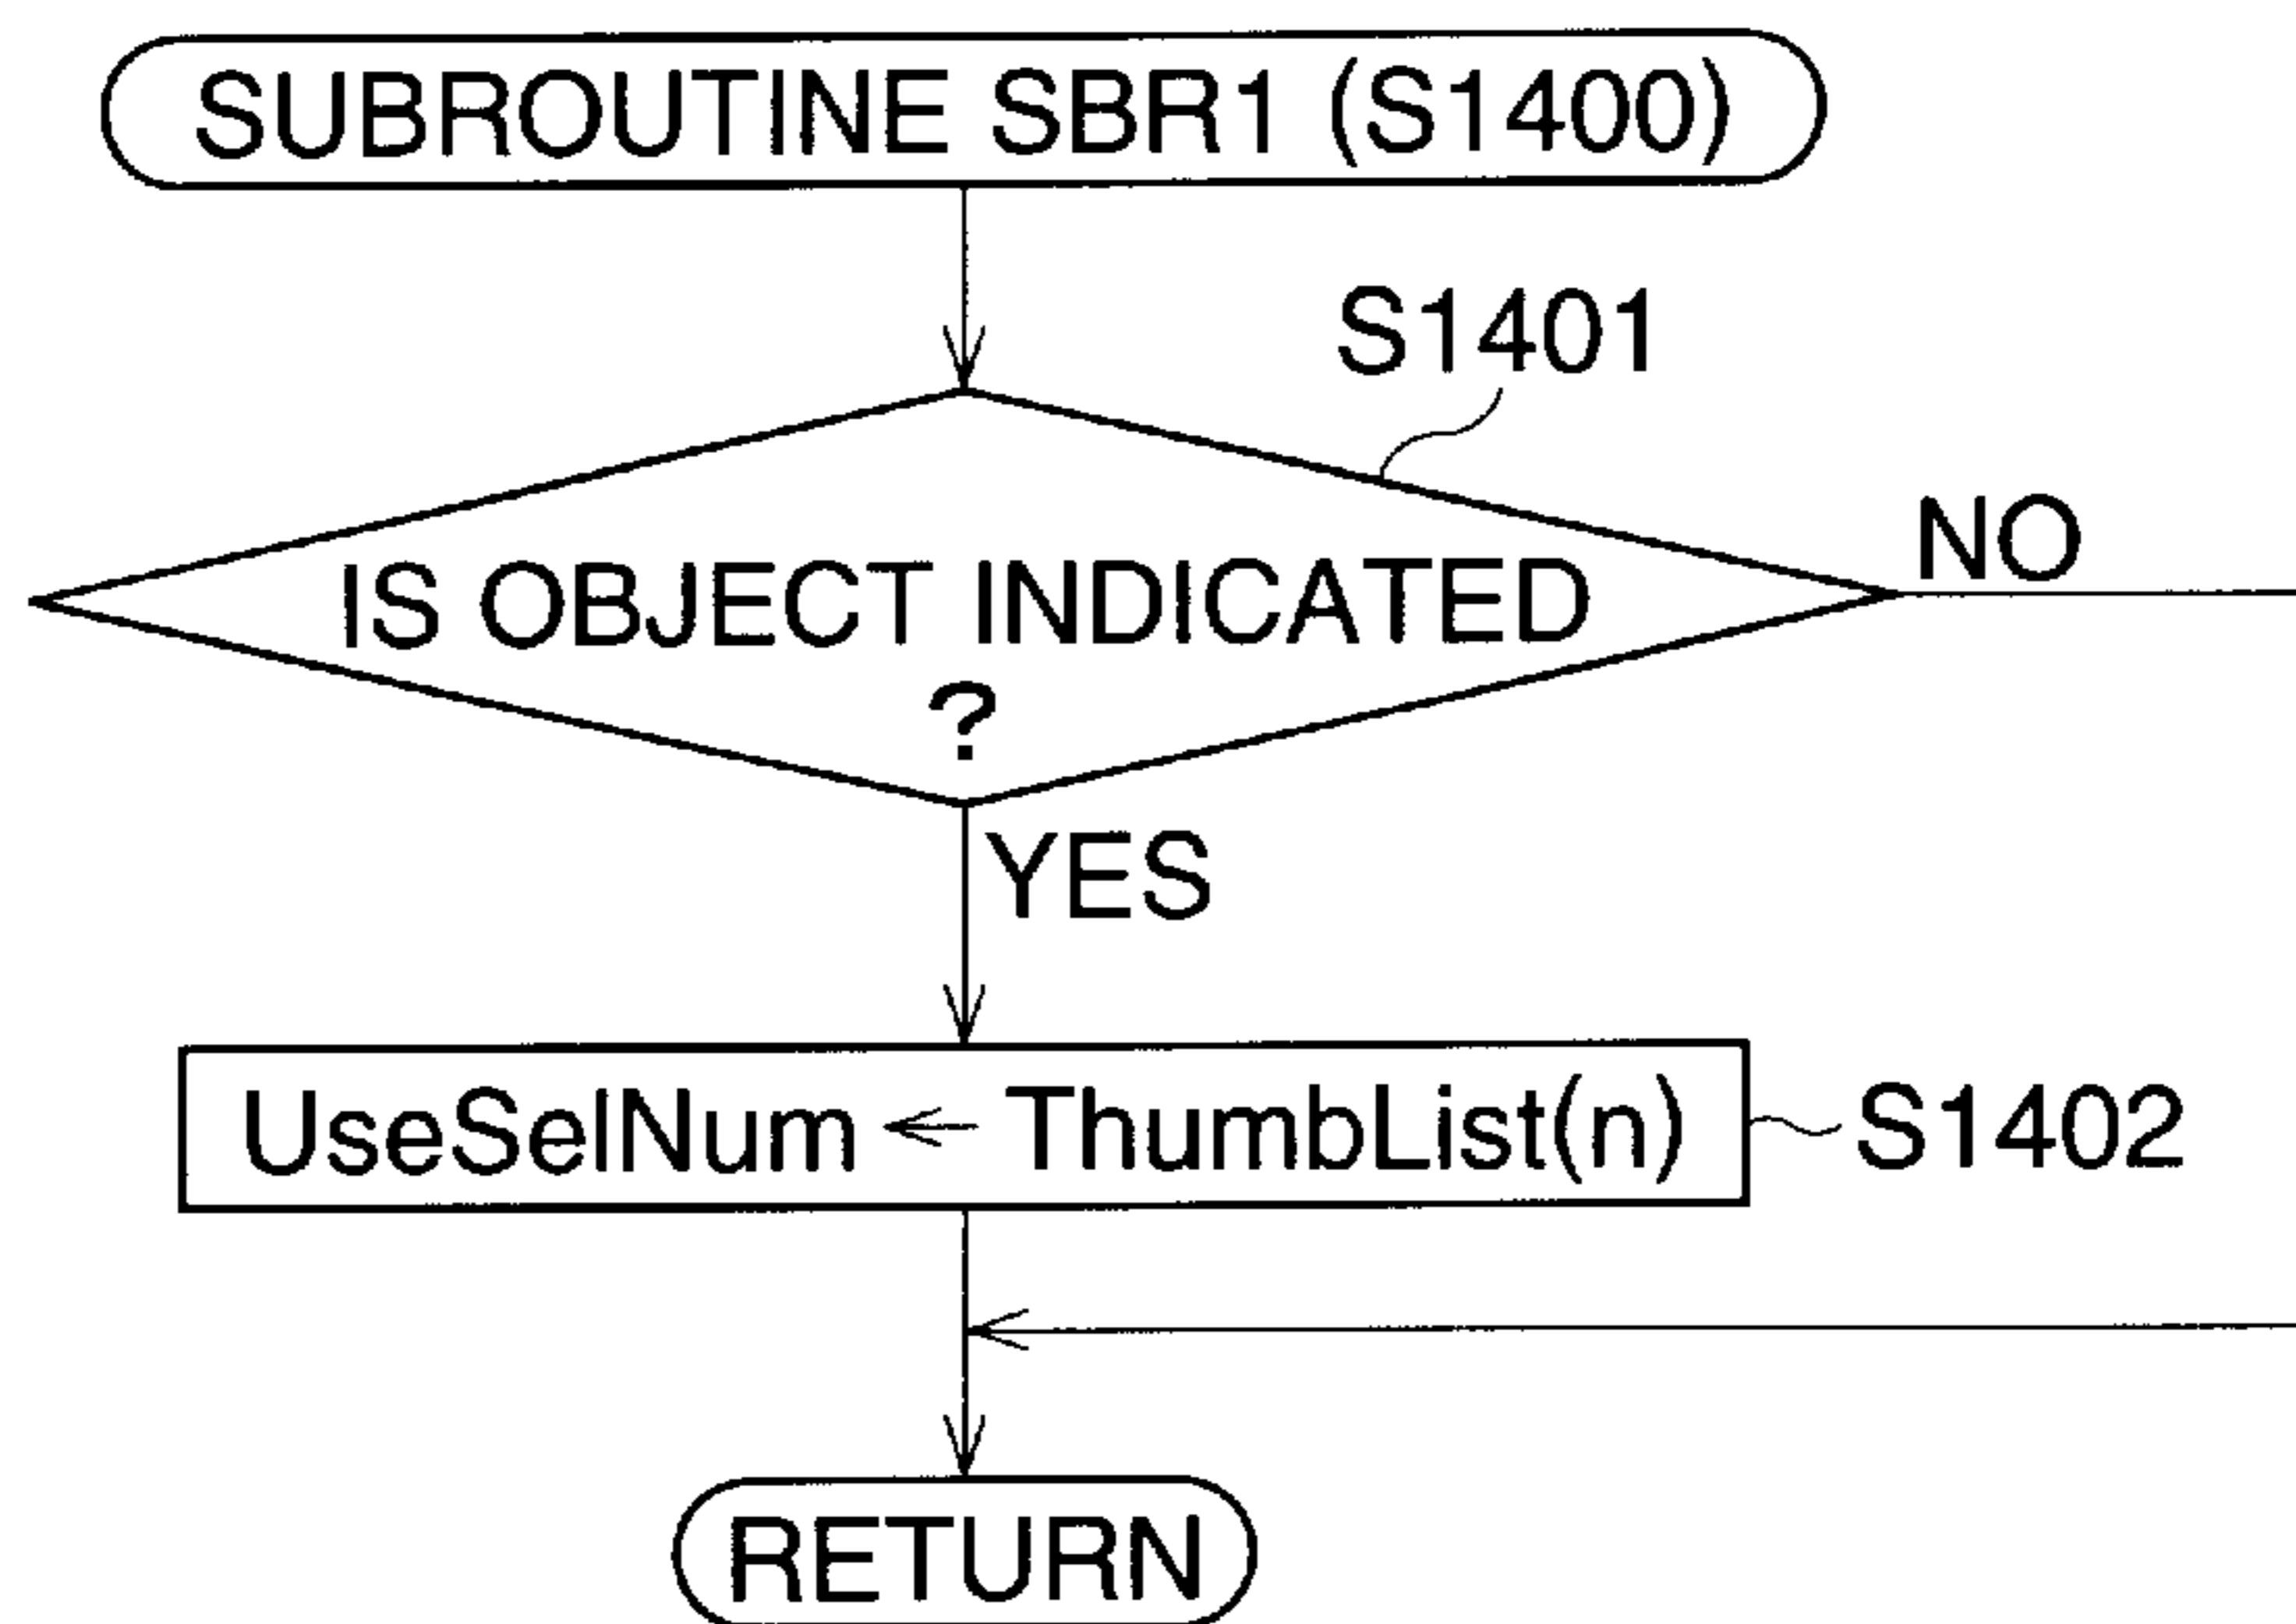 SUBROUTINE SBR1 (S1400)
S1401
IS OBJECT INDICATED
?
NO
YES
UseSelNum ← ThumbList(n)
S1402
RETURN